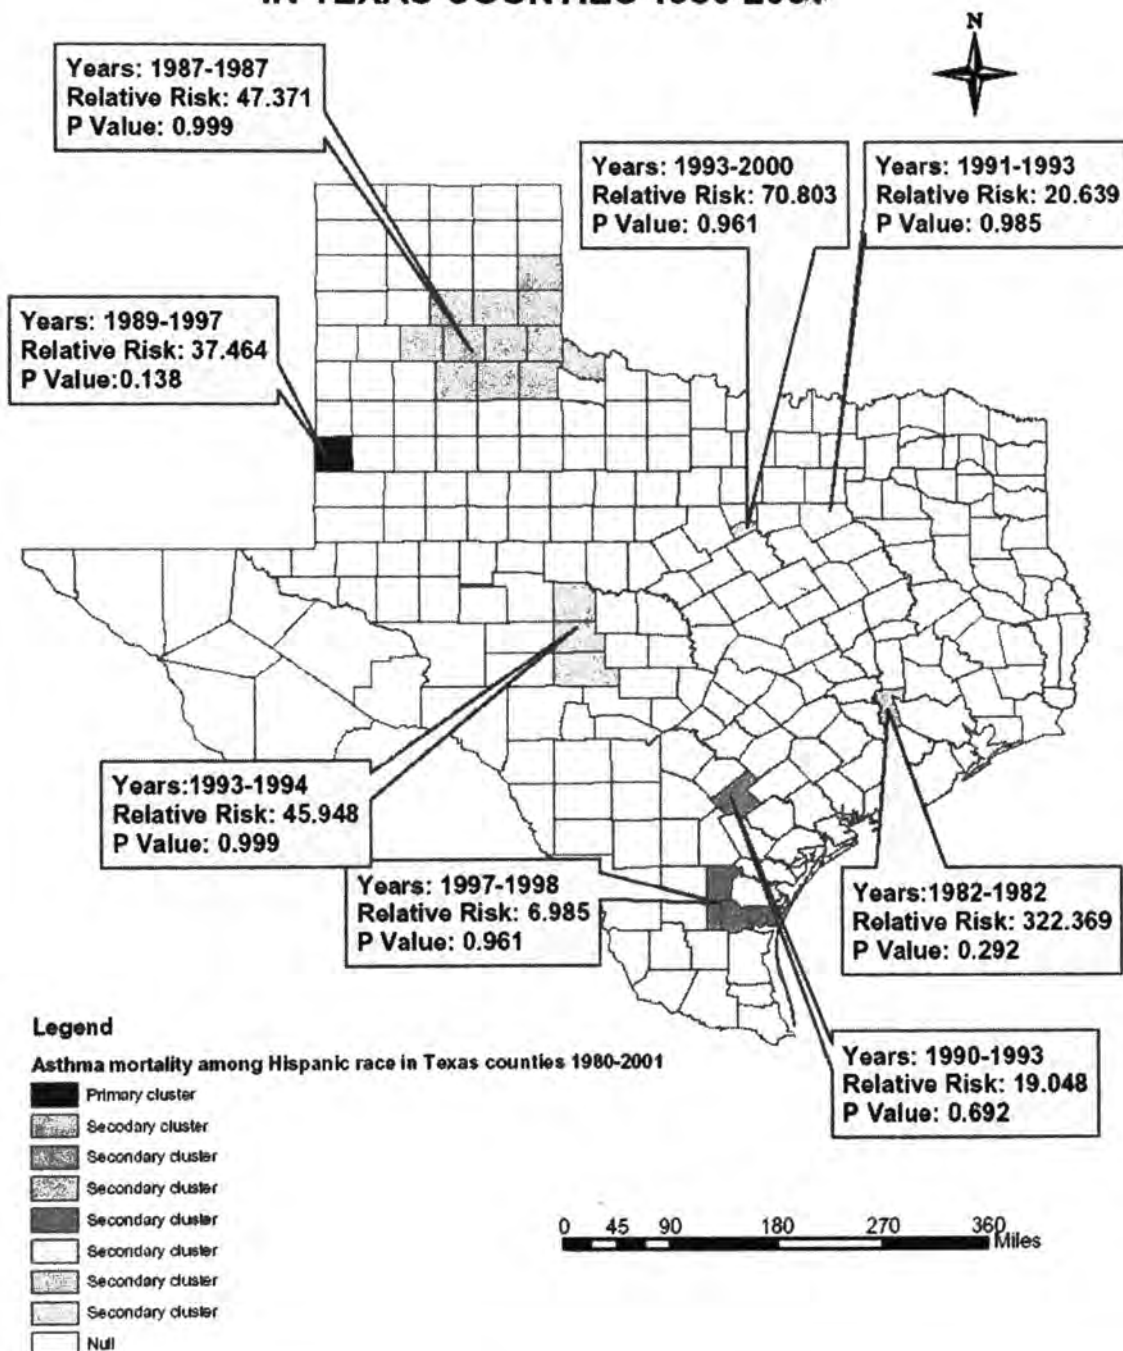 IN TEXAS COUNTIES 1980-2001
N
Years: 1987-1987
Relative Risk: 47.371
P Value: 0.999
Years: 1993-2000
Relative Risk: 70.803
P Value: 0.961
Years: 1991-1993
Relative Risk: 20.639
P Value: 0.985
Years: 1989-1997
Relative Risk: 37.464
P Value:0.138
Years:1993-1994
Relative Risk: 45.948
P Value: 0.999
Years: 1997-1998
Relative Risk: 6.985
P Value: 0.961
Years:1982-1982
Relative Risk: 322.369
P Value: 0.292
Years: 1990-1993
Relative Risk: 19.048
P Value: 0.692
Legend
Asthma mortality among Hispanic race in Texas counties 1980-2001
Primary cluster
Secodary cluster
Secondary cluster
Secondary cluster
Secondary cluster
Secondary cluster
Secondary cluster
Secondary cluster
Null
0 45 90 180 270 360
Miles